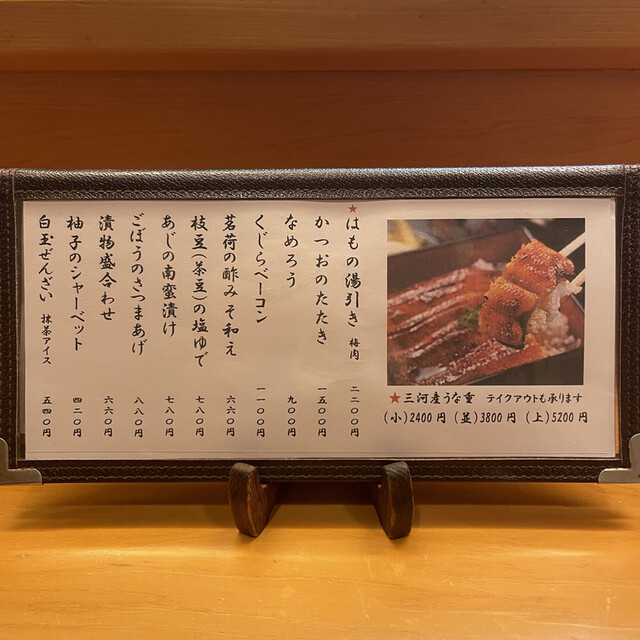 ★三河産うな重 テイクアウトも承ります
(小)2400円 (並)3800円 (上)5200円
★はもの湯引き 梅肉 二二〇〇円
かつおのたたき 一五〇〇円
なめろう 九〇〇円
くじらベーコン 一一〇〇円
茗荷の酢みそ和え 六六〇円
枝豆(茶豆)の塩ゆで 七八〇円
あじの南蛮漬け 七八〇円
ごぼうのさつまあげ 八八〇円
漬物盛合わせ 六六〇円
柚子のシャーベット 四二〇円
白玉ぜんざい 抹茶アイス 五四〇円